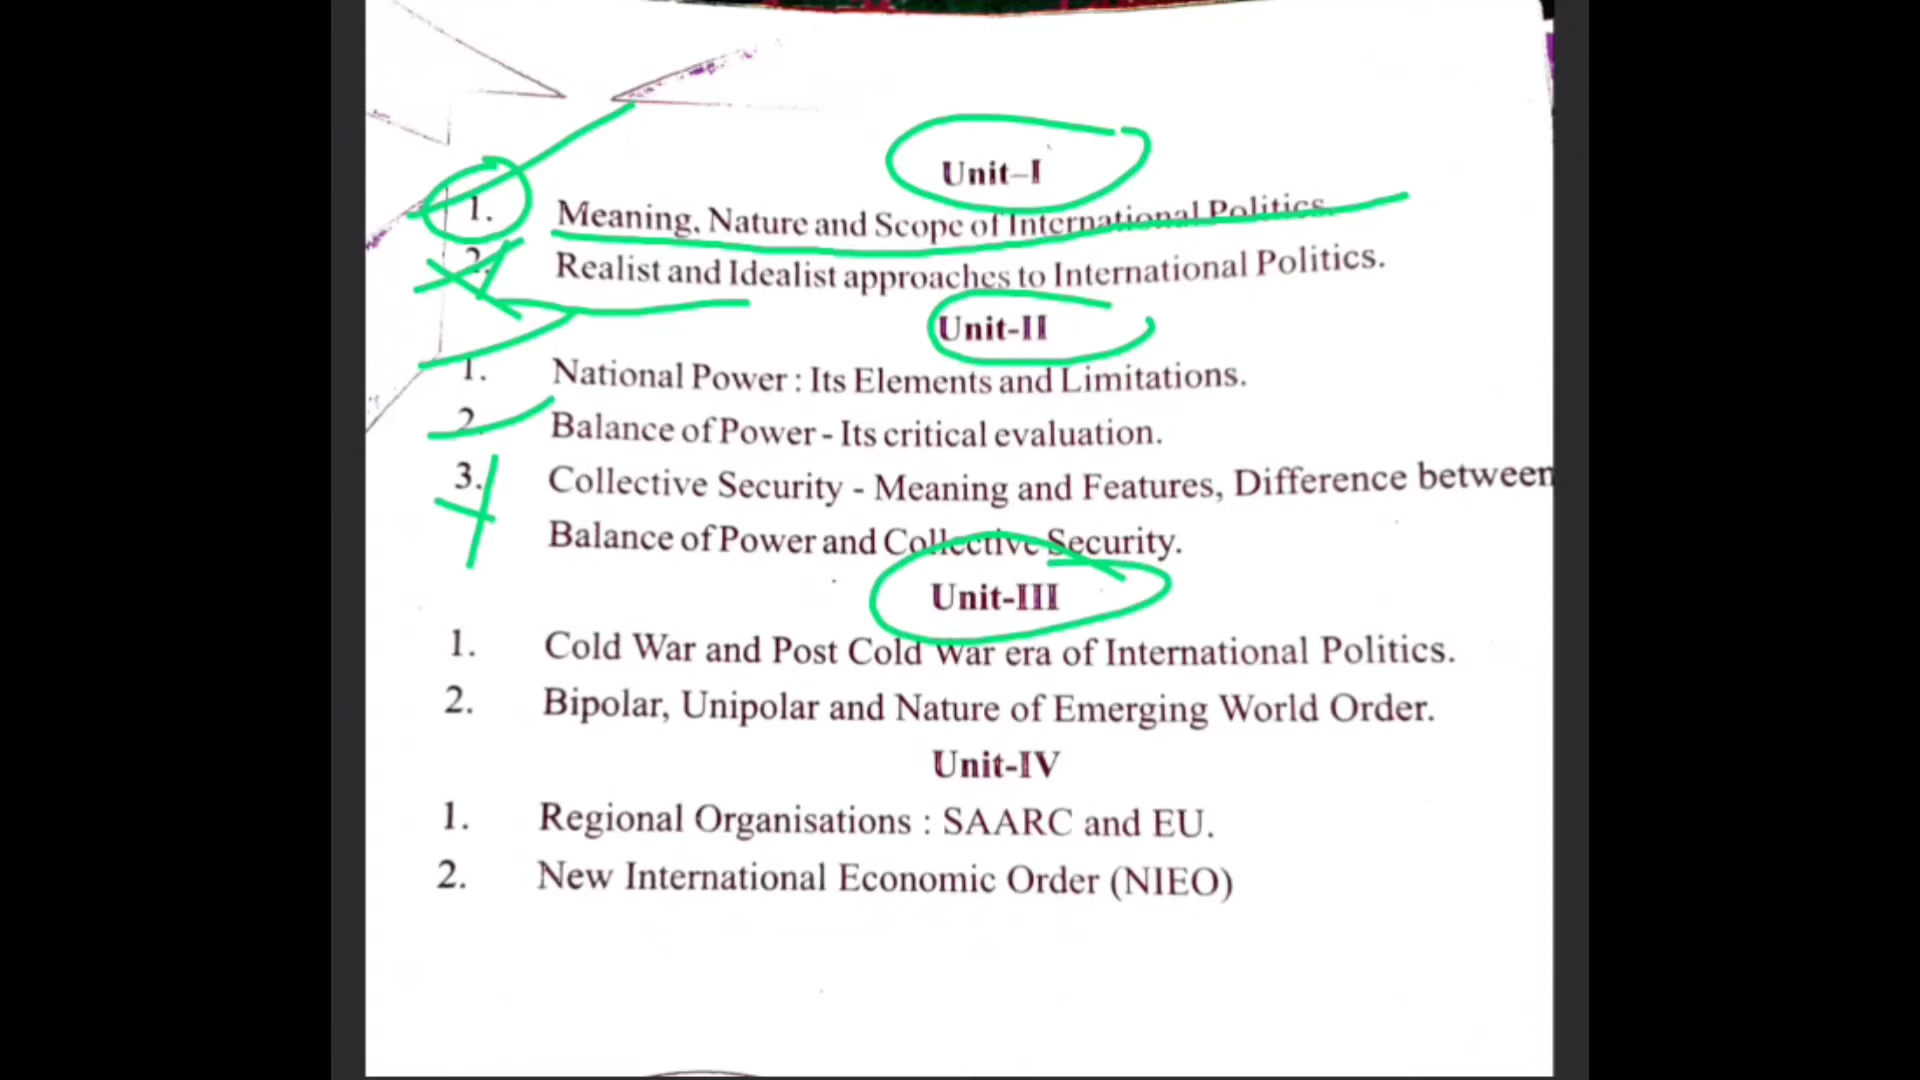 Unit–I
1. Meaning, Nature and Scope of International Politics.
2. Realist and Idealist approaches to International Politics.
Unit-II
1. National Power : Its Elements and Limitations.
2. Balance of Power - Its critical evaluation.
3. Collective Security - Meaning and Features, Difference between
Balance of Power and Collective Security.
Unit-III
1. Cold War and Post Cold War era of International Politics.
2. Bipolar, Unipolar and Nature of Emerging World Order.
Unit-IV
1. Regional Organisations : SAARC and EU.
2. New International Economic Order (NIEO)